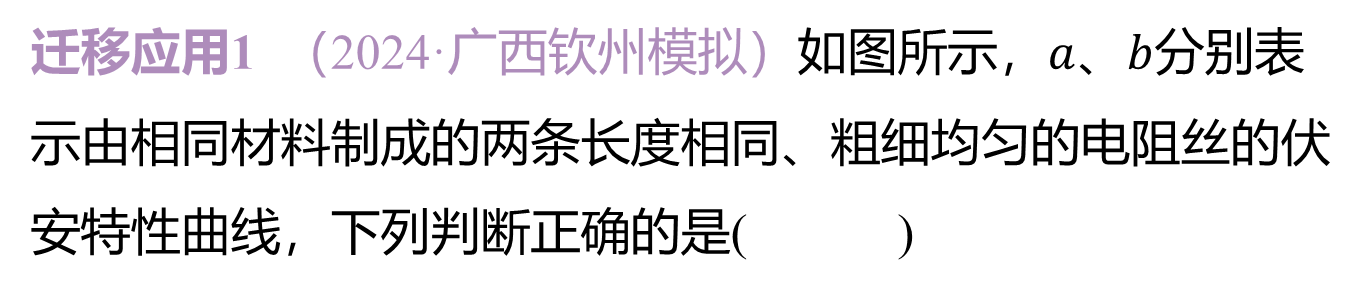 迁移应用1 （2024·广西钦州模拟）如图所示，a、b分别表
示由相同材料制成的两条长度相同、粗细均匀的电阻丝的伏
安特性曲线，下列判断正确的是( )